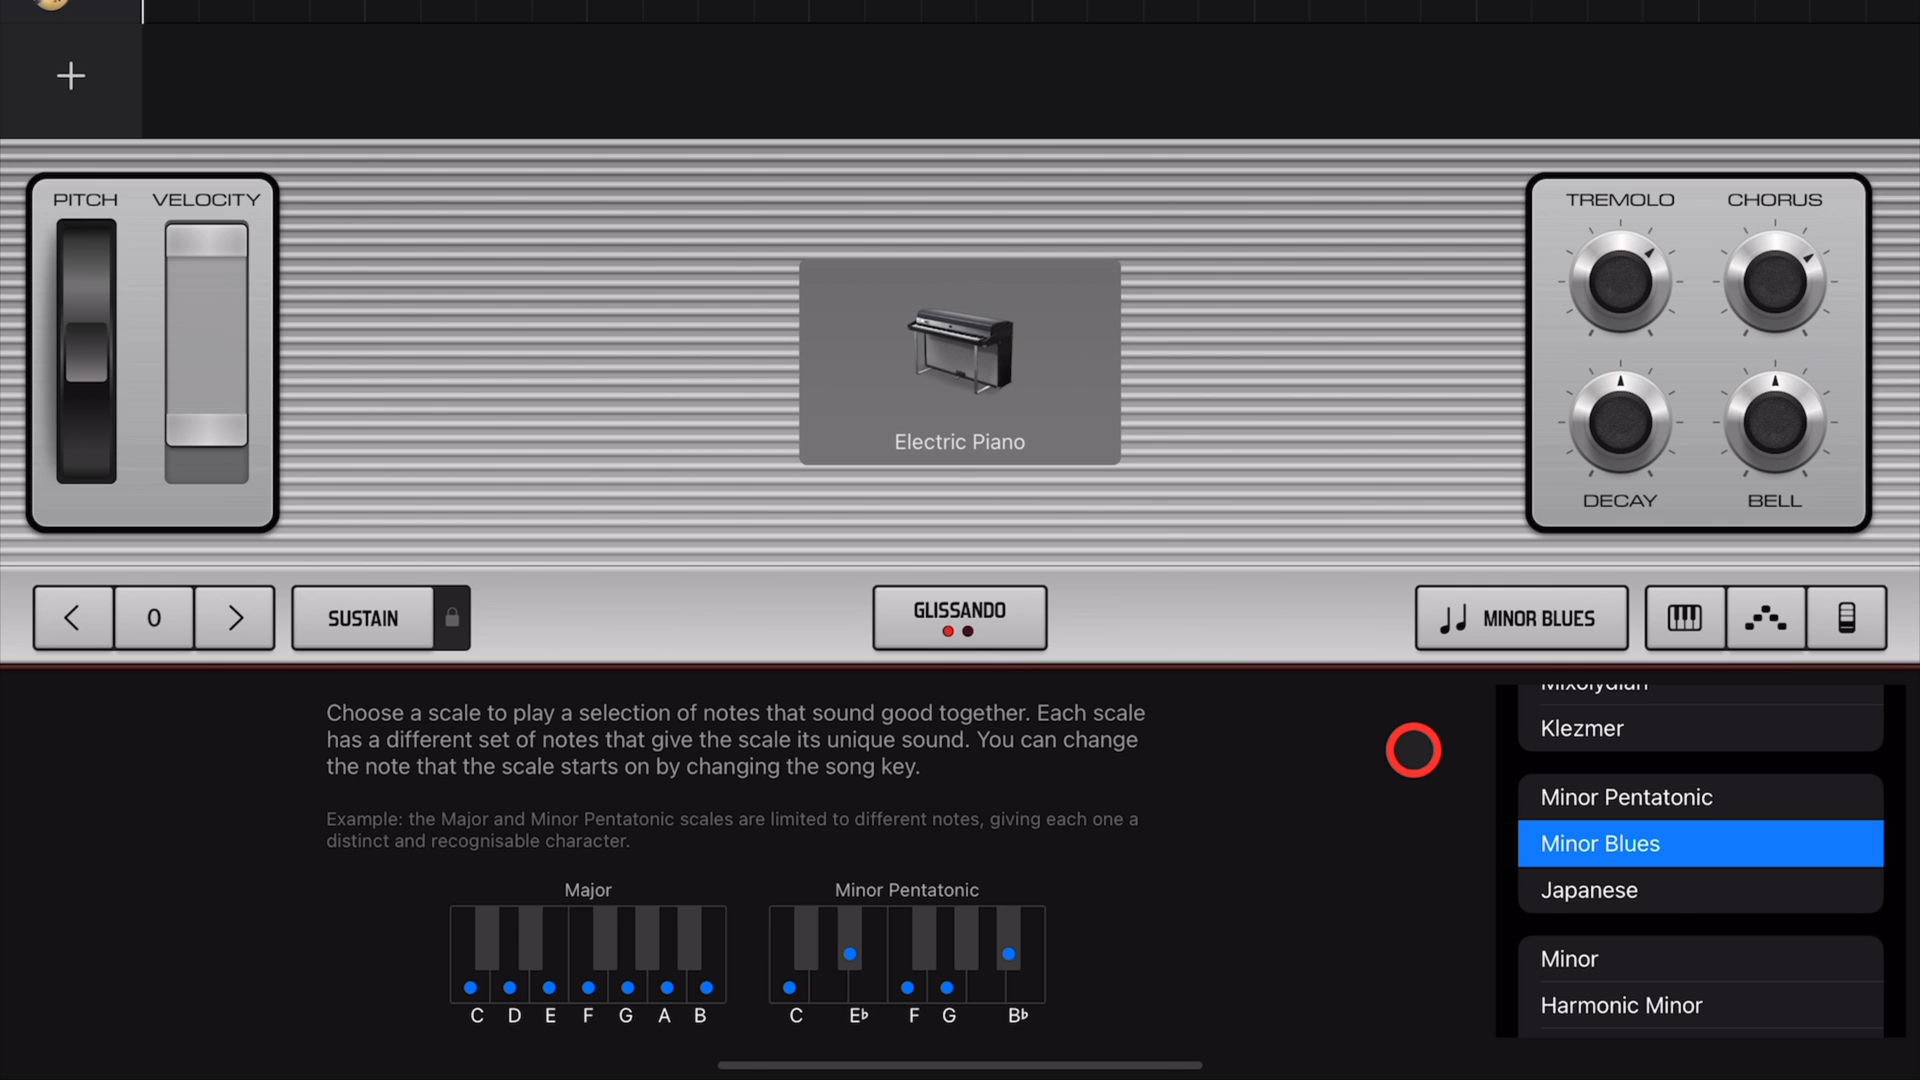 PITCH VELOCITY
TREMOLO CHORUS
Electric Piano
DECAY BELL
0 SUSTAIN GLISSANDO MINOR BLUES
Choose a scale to play a selection of notes that sound good together. Each scale
has a different set of notes that give the scale its unique sound. You can change
the note that the scale starts on by changing the song key.
Example: the Major and Minor Pentatonic scales are limited to different notes, giving each one a
distinct and recognisable character.
Major Minor Pentatonic
C D E F G A B C E♭ F G B♭
Mixolydian
Klezmer
Minor Pentatonic
Minor Blues
Japanese
Minor
Harmonic Minor